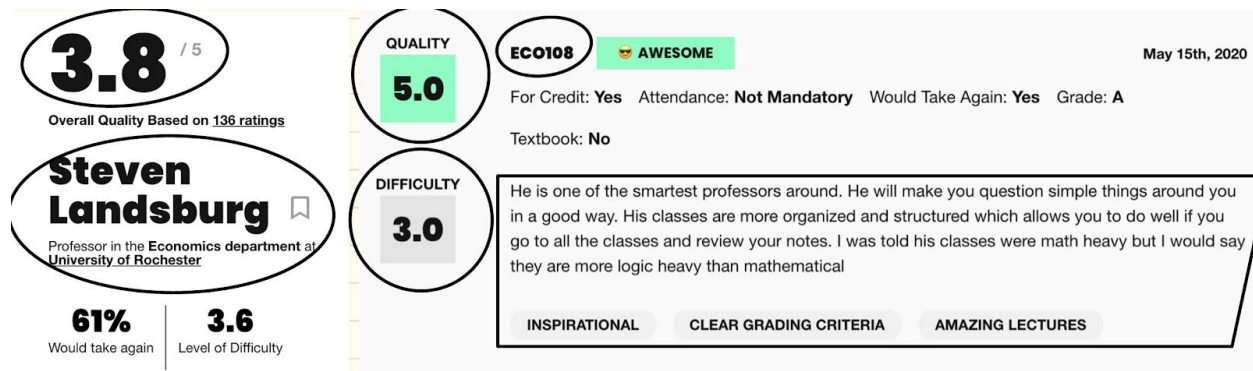 3.8 / 5
Overall Quality Based on 136 ratings
Steven
Landsburg
Professor in the Economics department at
University of Rochester
61%
Would take again
3.6
Level of Difficulty
QUALITY
5.0
DIFFICULTY
3.0
ECO108 😎 AWESOME May 15th, 2020
For Credit: Yes Attendance: Not Mandatory Would Take Again: Yes Grade: A
Textbook: No
He is one of the smartest professors around. He will make you question simple things around you
in a good way. His classes are more organized and structured which allows you to do well if you
go to all the classes and review your notes. I was told his classes were math heavy but I would say
they are more logic heavy than mathematical
INSPIRATIONAL CLEAR GRADING CRITERIA AMAZING LECTURES